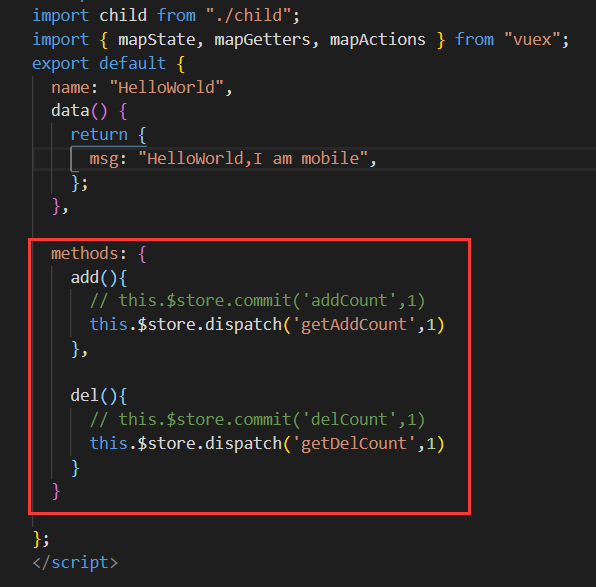 import child from "./child";
import { mapState, mapGetters, mapActions } from "vuex";
export default {
  name: "HelloWorld",
  data() {
    return {
      msg: "HelloWorld,I am mobile",
    };
  },

  methods: {
    add(){
      // this.$store.commit('addCount',1)
      this.$store.dispatch('getAddCount',1)
    },

    del(){
      // this.$store.commit('delCount',1)
      this.$store.dispatch('getDelCount',1)
    }
  }

};
</script>